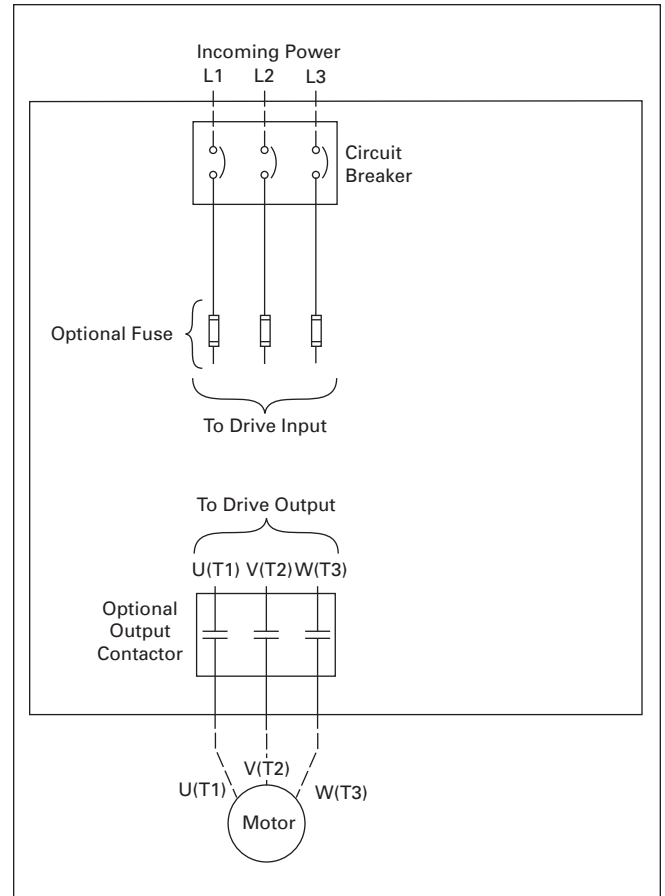 Incoming Power
L1 L2 L3
Circuit
Breaker
Optional Fuse
To Drive Input
To Drive Output
U(T1) V(T2) W(T3)
Optional
Output
Contactor
V(T2)
U(T1) W(T3)
Motor